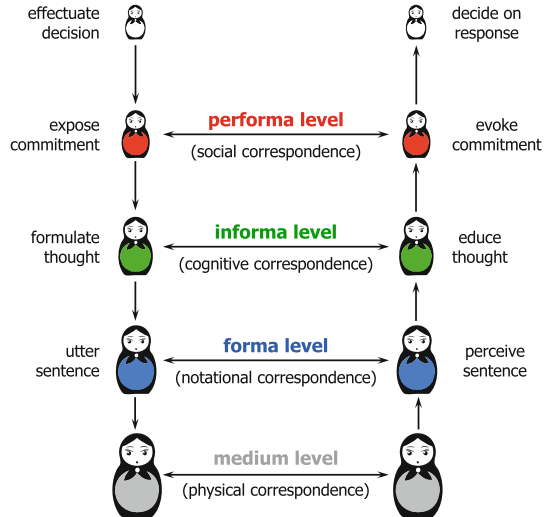 effectuate
decision
decide on
response
expose
commitment
performa level
(social correspondence)
evoke
commitment
formulate
thought
informa level
(cognitive correspondence)
educe
thought
utter
sentence
forma level
(notational correspondence)
perceive
sentence
medium level
(physical correspondence)